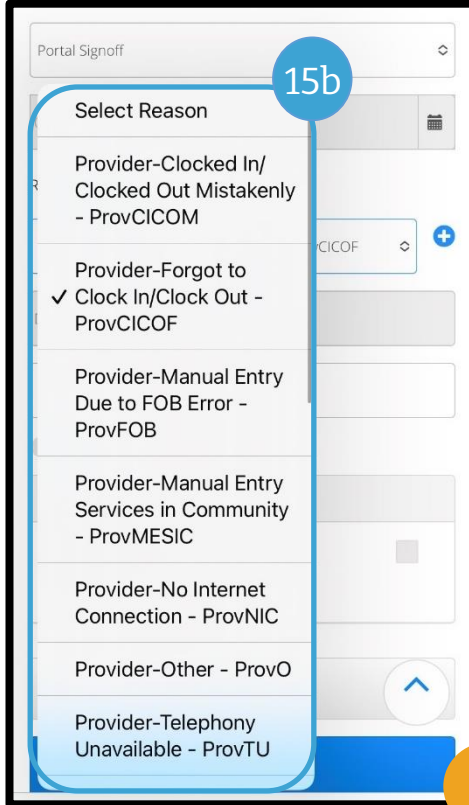 Portal Signoff
15b
Select Reason
Provider-Clocked In/
Clocked Out Mistakenly
- ProvCICOM
Provider-Forgot to
✓ Clock In/Clock Out -
ProvCICOF
CICOF
Provider-Manual Entry
Due to FOB Error -
ProvFOB
Provider-Manual Entry
Services in Community
- ProvMESIC
Provider-No Internet
Connection - ProvNIC
Provider-Other - ProvO
Provider-Telephony
Unavailable - ProvTU